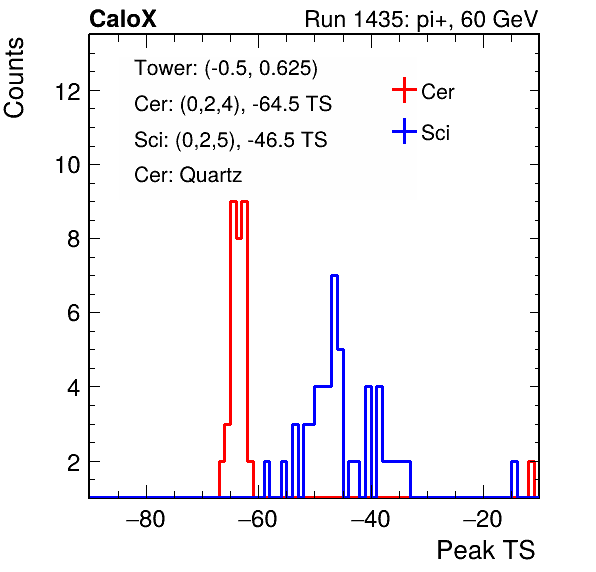 CaloX Run 1435: pi+, 60 GeV
Counts
Tower: (-0.5, 0.625)
Cer: (0,2,4), -64.5 TS
Sci: (0,2,5), -46.5 TS
Cer: Quartz
Cer
Sci
12
10
8
6
4
2
−80 −60 −40 −20
Peak TS